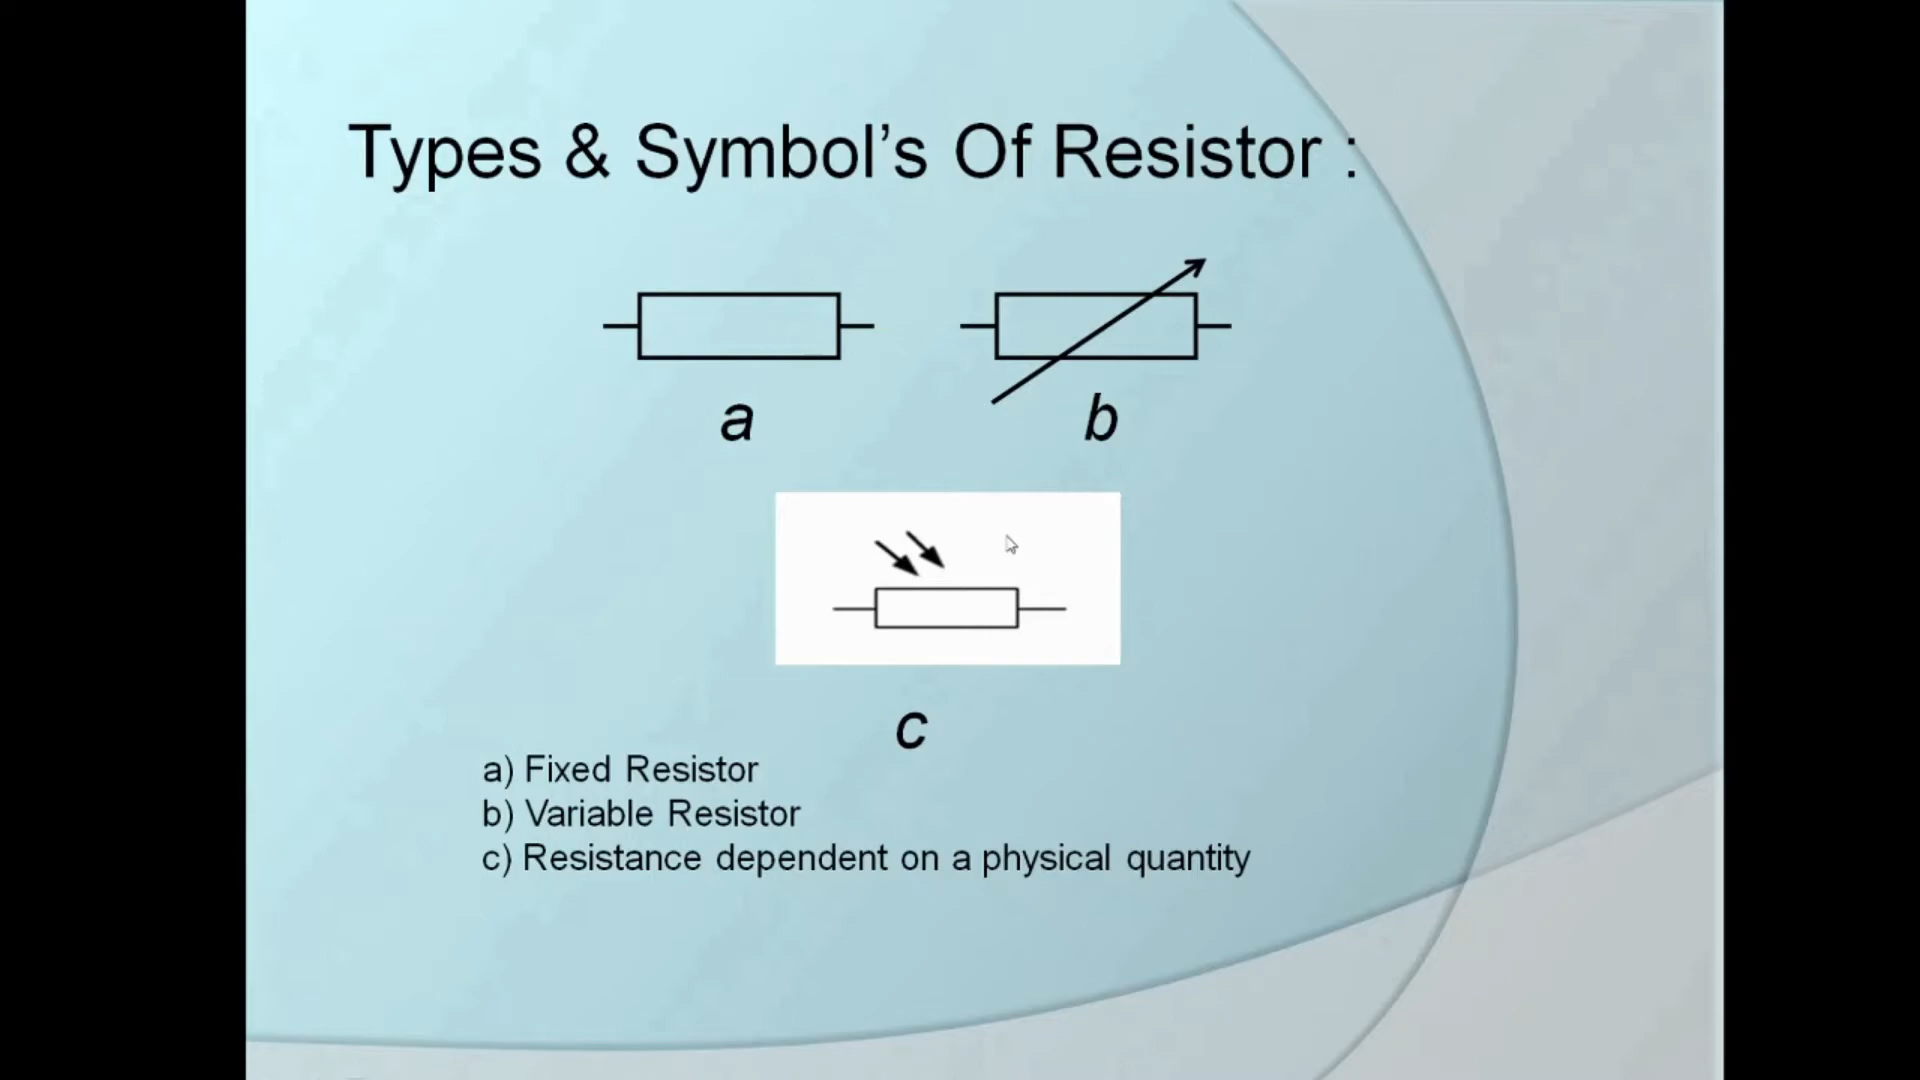 Types & Symbol’s Of Resistor :
a
b
c
a) Fixed Resistor
b) Variable Resistor
c) Resistance dependent on a physical quantity